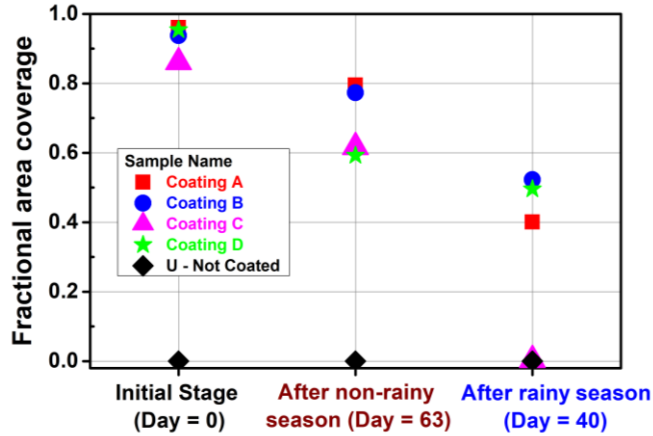 Fractional area coverage
1.0
0.8
0.6
0.4
0.2
0.0
Sample Name
Coating A
Coating B
Coating C
Coating D
U - Not Coated
Initial Stage
(Day = 0)
After non-rainy
season (Day = 63)
After rainy season
(Day = 40)